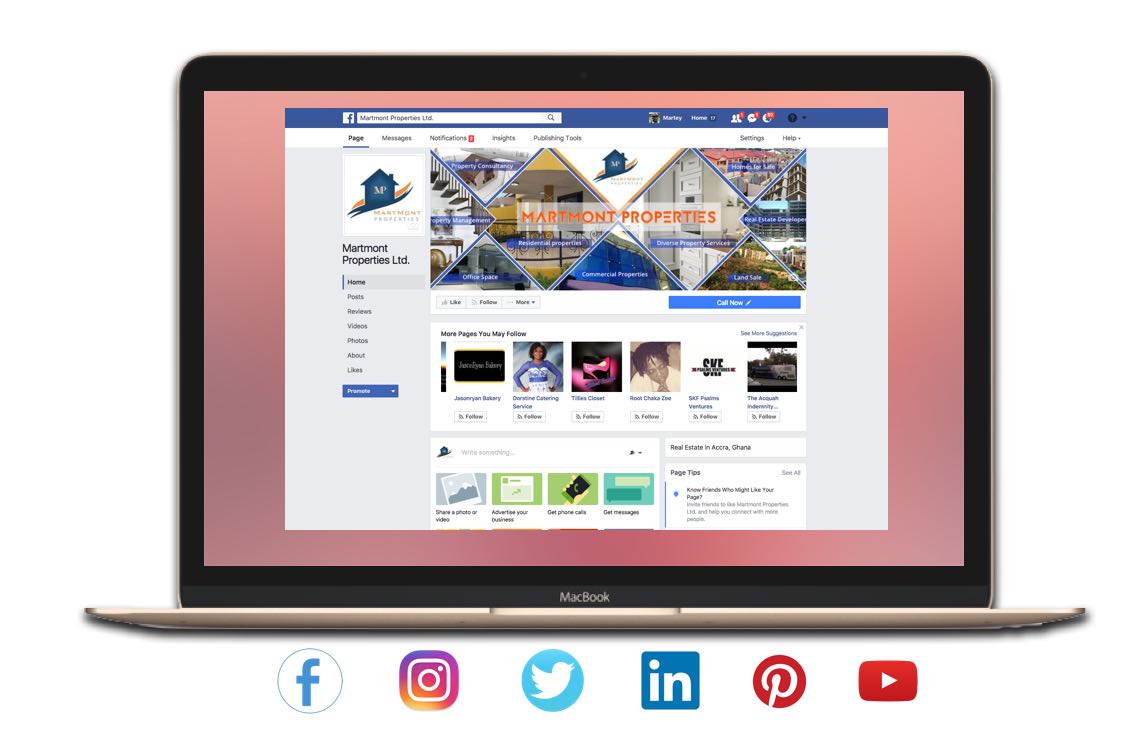 Martmont Properties Ltd.
Martey
Home 17
Page
Messages
Notifications 2
Insights
Publishing Tools
Settings
Help
MP
MARTMONT
PROPERTIES
Martmont
Properties Ltd.
Home
Posts
Reviews
Videos
Photos
About
Likes
Promote
Property Consultancy
MP
MARTMONT
PROPERTIES
Homes for Sale
roperty Management
MARTMONT PROPERTIES
Real Estate Developer
Residential properties
Diverse Property Services
Office Space
Commercial Properties
Land Sale
Like
Follow
More
Call Now
More Pages You May Follow
See More Suggestions
JasonRyan Bakery
SKF
PSALMS VENTURES
Jasonryan Bakery
Dorstine Catering
Service
Tillies Closet
Root Chaka Zee
SKF Psalms
Ventures
The Acquah
Indemnity...
Follow
Follow
Follow
Follow
Follow
Follow
Write something...
Share a photo or
video
Advertise your
business
Get phone calls
Get messages
Real Estate in Accra, Ghana
Page Tips
See All
Know Friends Who Might Like Your
Page?
Invite friends to like Martmont Properties
Ltd. and help you connect with more
people.
MacBook